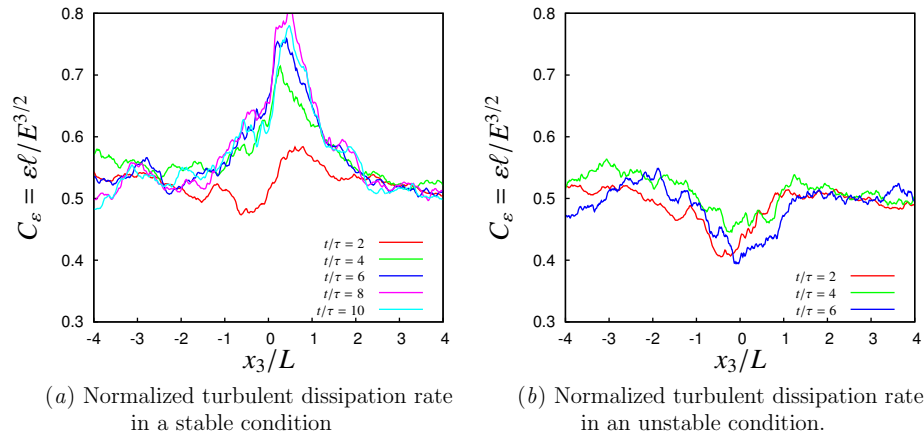 0.8
0.7
0.6
0.5
0.4
0.3
-4 -3 -2 -1 0 1 2 3 4
C_ε = εℓ/E^{3/2}
x_3/L
t/τ = 2
t/τ = 4
t/τ = 6
t/τ = 8
t/τ = 10
(a) Normalized turbulent dissipation rate
in a stable condition
0.8
0.7
0.6
0.5
0.4
0.3
-4 -3 -2 -1 0 1 2 3 4
C_ε = εℓ/E^{3/2}
x_3/L
t/τ = 2
t/τ = 4
t/τ = 6
(b) Normalized turbulent dissipation rate
in an unstable condition.